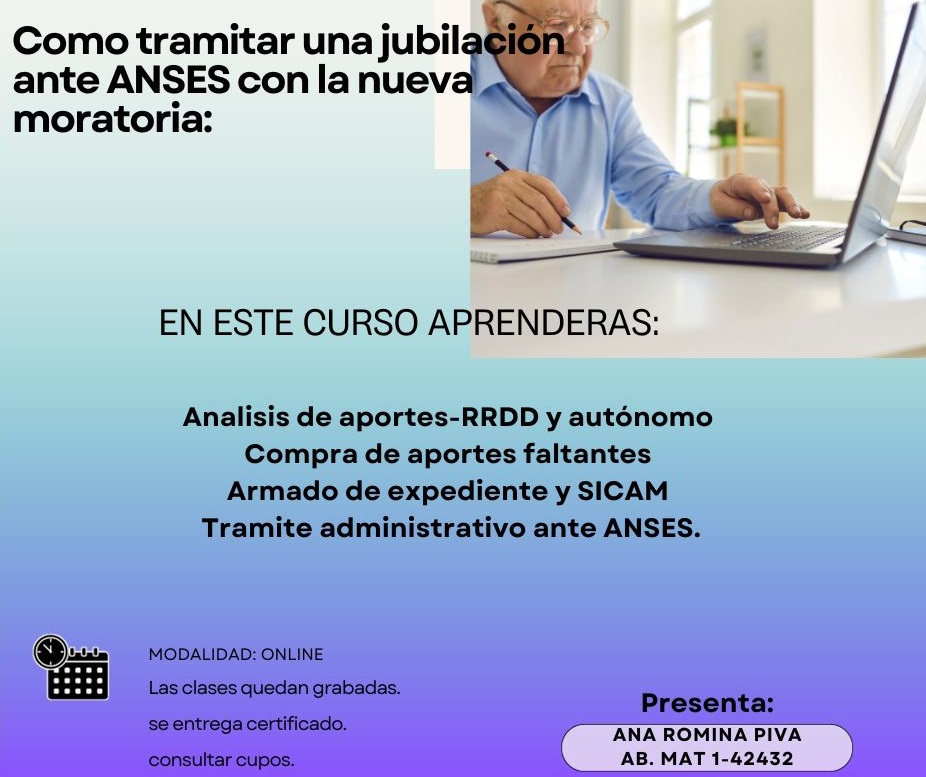 Como tramitar una jubilación
ante ANSES con la nueva
moratoria:
EN ESTE CURSO APRENDERAS:
Analisis de aportes-RRDD y autónomo
Compra de aportes faltantes
Armado de expediente y SICAM
Tramite administrativo ante ANSES.
MODALIDAD: ONLINE
Las clases quedan grabadas.
se entrega certificado.
consultar cupos.
Presenta:
ANA ROMINA PIVA
AB. MAT 1-42432